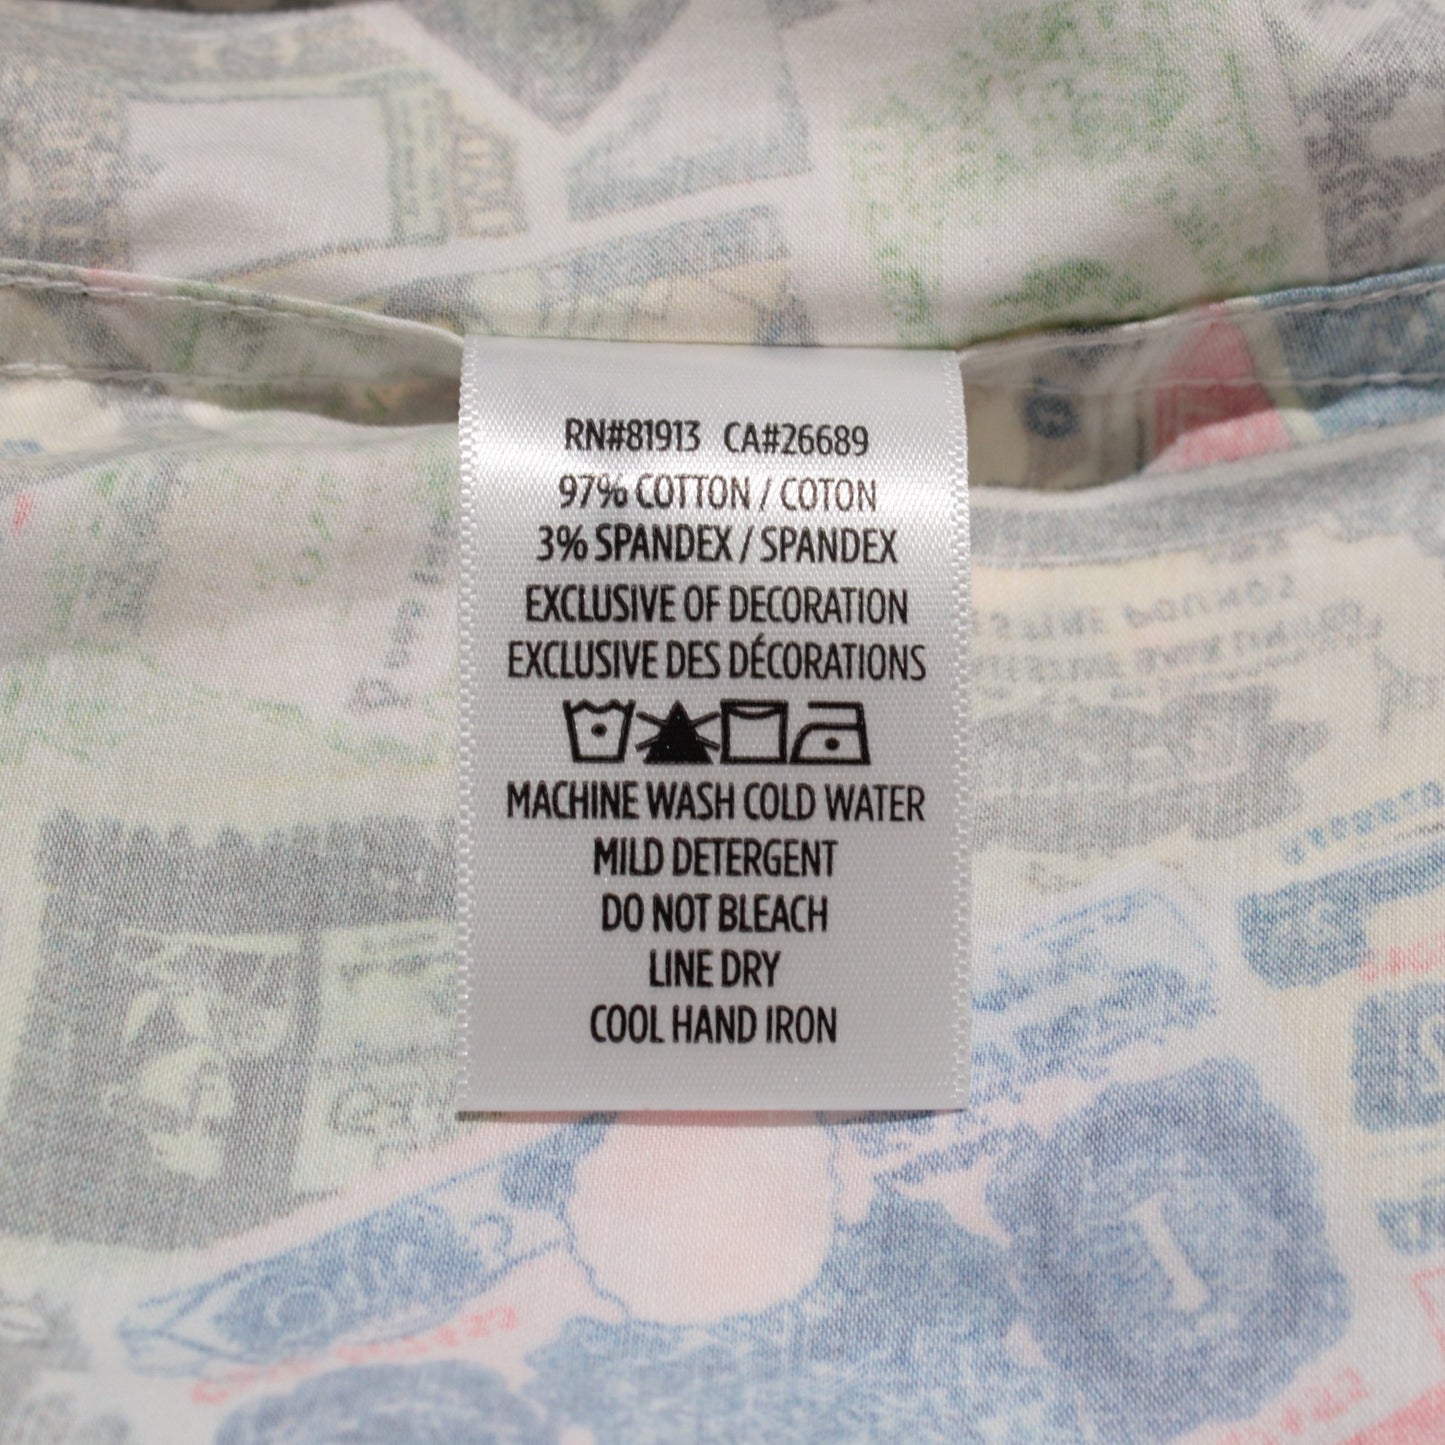 RN#81913 CA#26689
97% COTTON / COTON
3% SPANDEX / SPANDEX
EXCLUSIVE OF DECORATION
EXCLUSIVE DES DÉCORATIONS
MACHINE WASH COLD WATER
MILD DETERGENT
DO NOT BLEACH
LINE DRY
COOL HAND IRON